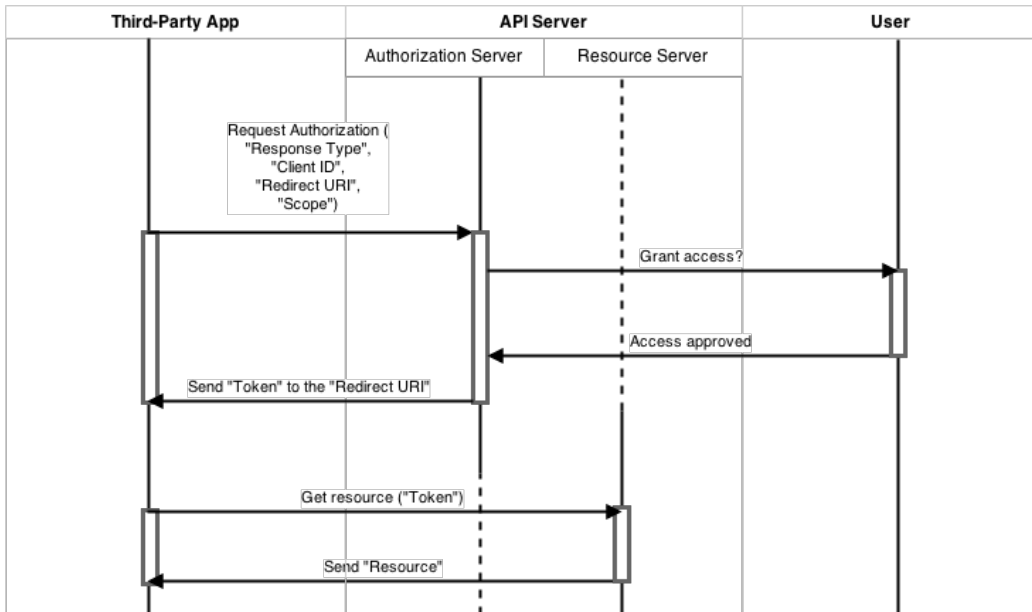 Third-Party App
API Server
User
Authorization Server
Resource Server
Request Authorization (
"Response Type",
"Client ID",
"Redirect URI",
"Scope")
Grant access?
Access approved
Send "Token" to the "Redirect URI"
Get resource ("Token")
Send "Resource"